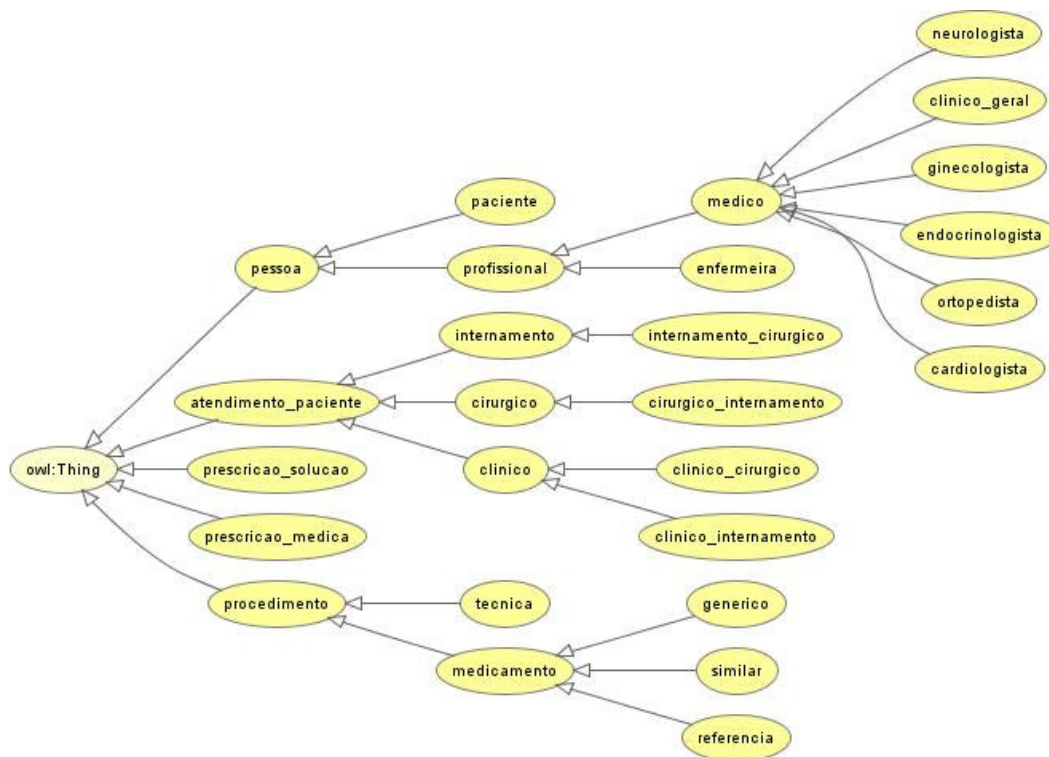 neurologista
clinico_geral
ginecologista
paciente
medico
endocrinologista
pessoa
profissional
enfermeira
ortopedista
internamento
internamento_cirurgico
cardiologista
atendimento_paciente
cirurgico
cirurgico_internamento
owl:Thing
prescricao_solucao
clinico
clinico_cirurgico
prescricao_medica
clinico_internamento
procedimento
tecnica
generico
medicamento
similar
referencia